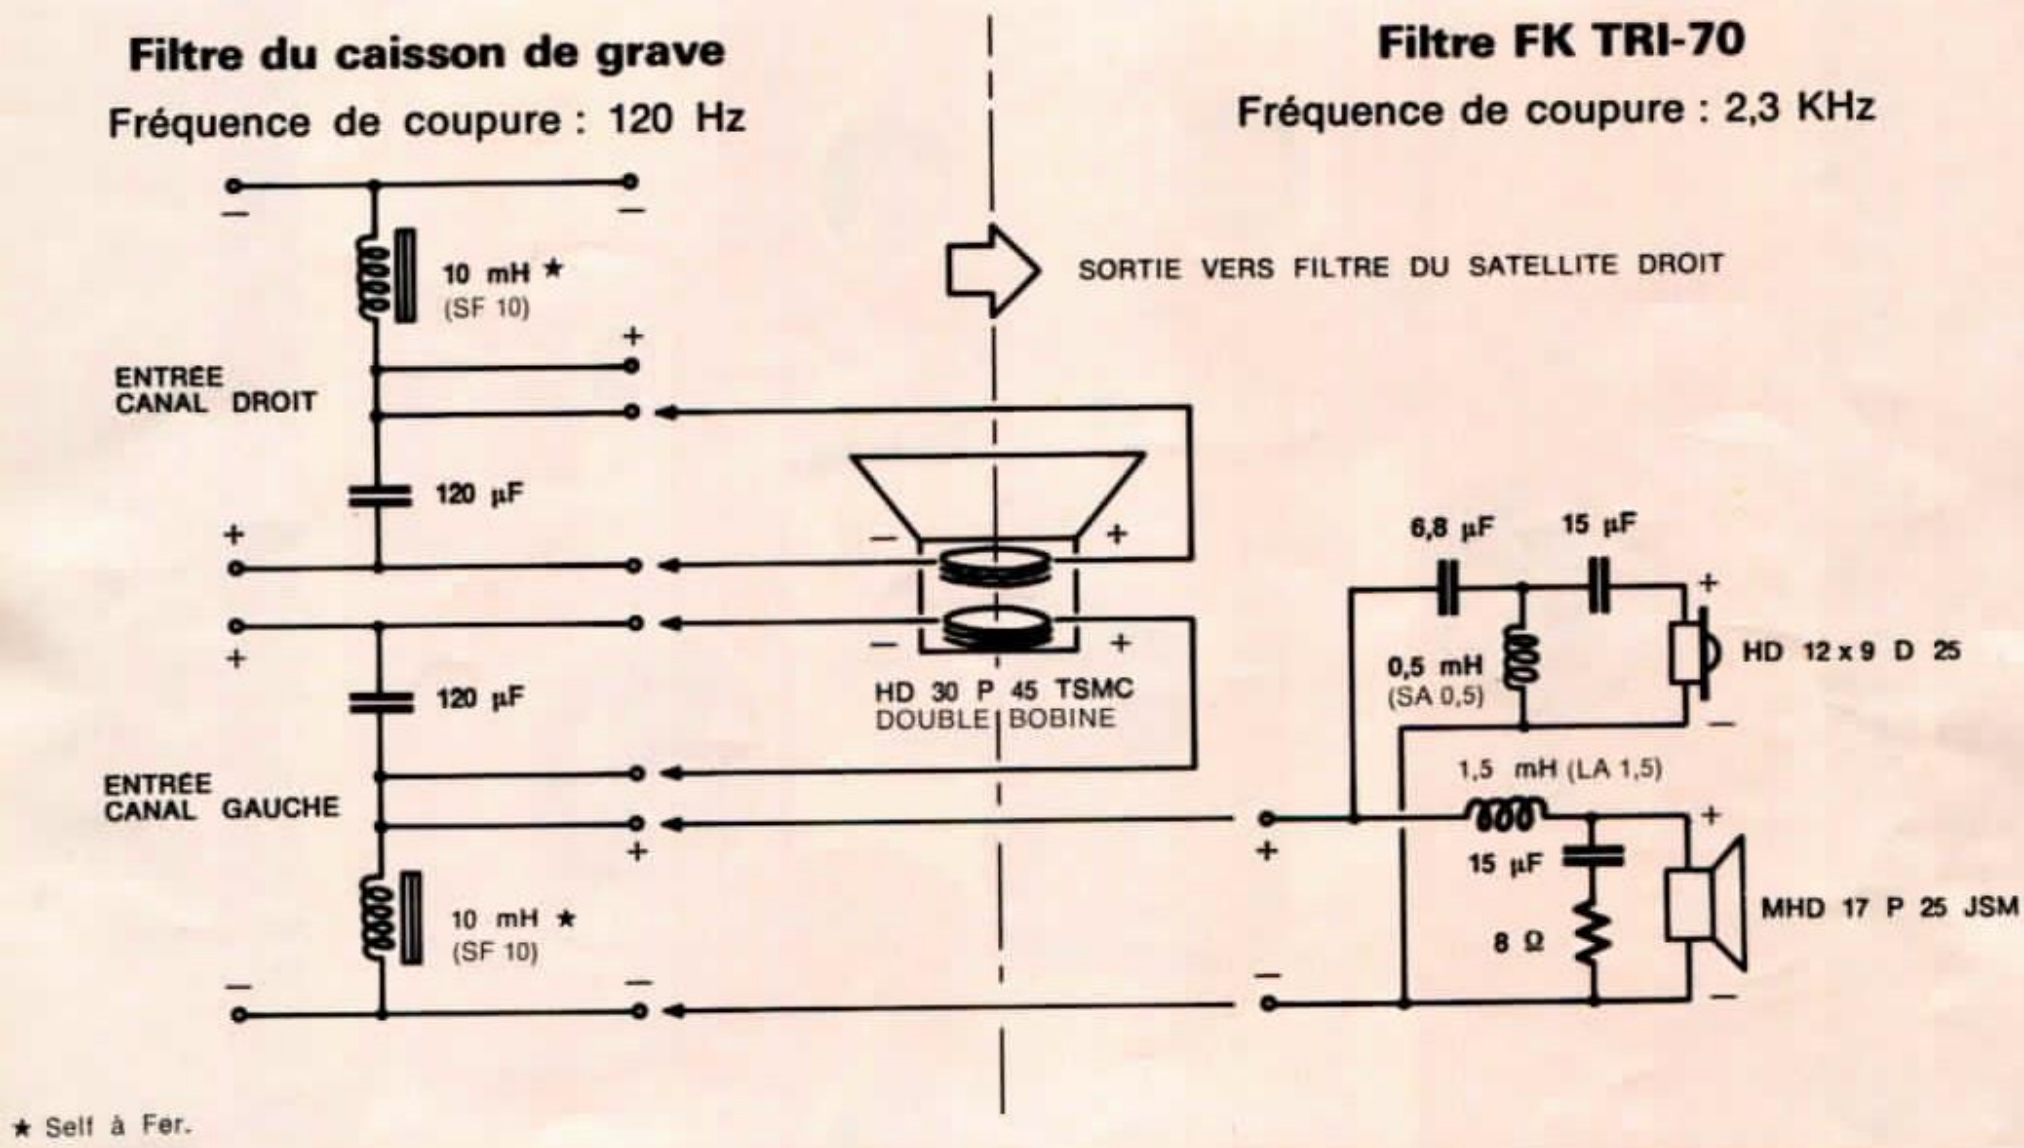 Filtre du caisson de grave
Fréquence de coupure : 120 Hz
Filtre FK TRI-70
Fréquence de coupure : 2,3 KHz
–
–
10 mH ★
(SF 10)
SORTIE VERS FILTRE DU SATELLITE DROIT
+
ENTRÉE
CANAL DROIT
120 µF
+
– +
+
– +
HD 30 P 45 TSMC
DOUBLE BOBINE
120 µF
ENTRÉE
CANAL GAUCHE
+
10 mH ★
(SF 10)
–
–
6,8 µF 15 µF
+
0,5 mH
(SA 0,5)
HD 12 x 9 D 25
–
1,5 mH (LA 1,5)
+
+
15 µF
8 Ω
MHD 17 P 25 JSM
–
–
★ Self à Fer.